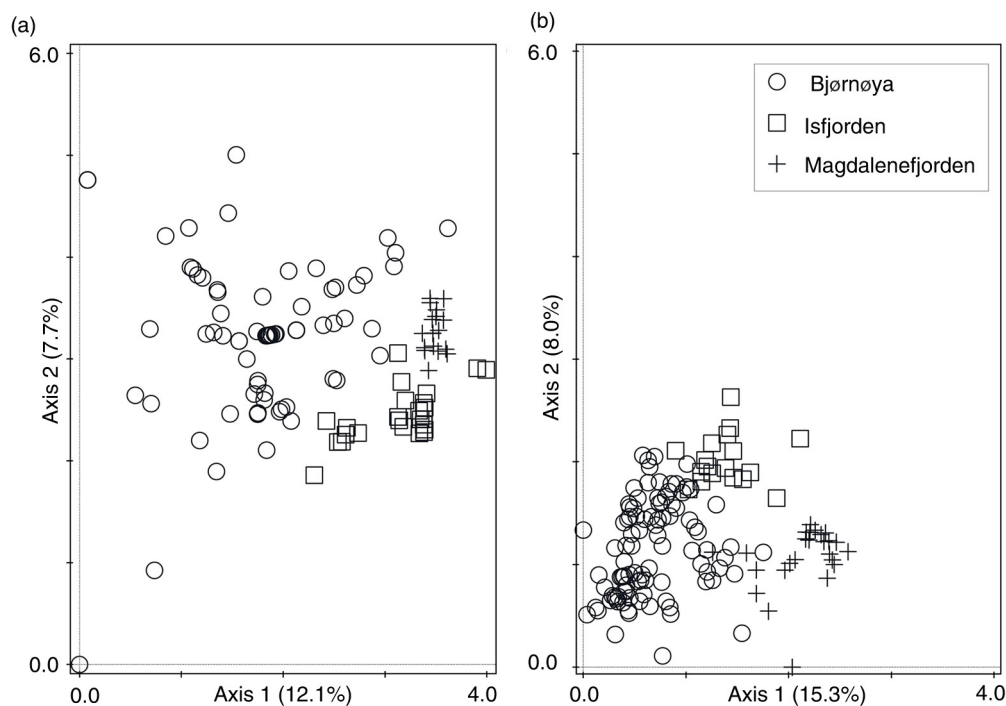 (a)
6.0
Axis 2 (7.7%)
0.0
0.0
Axis 1 (12.1%)
4.0
(b)
6.0
Bjørnøya
Isfjorden
Magdalenefjorden
Axis 2 (8.0%)
0.0
0.0
Axis 1 (15.3%)
4.0